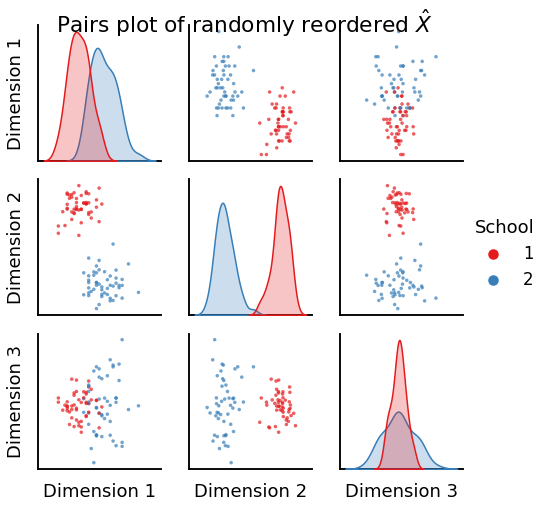 Pairs plot of randomly reordered X̂
Dimension 1
Dimension 2
Dimension 3
School
1
2
Dimension 1
Dimension 2
Dimension 3